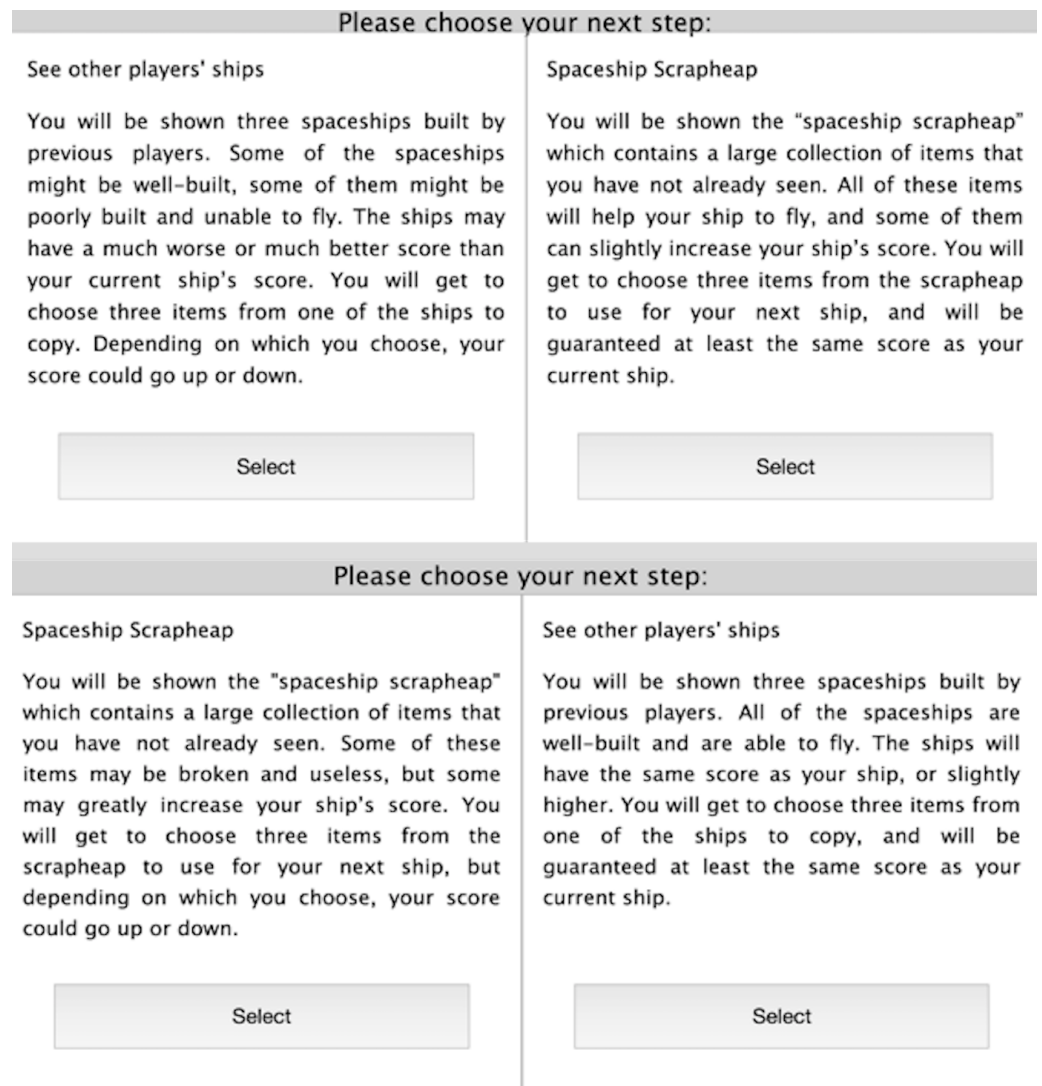 Please choose your next step:
See other players' ships
You will be shown three spaceships built by
previous players. Some of the spaceships
might be well-built, some of them might be
poorly built and unable to fly. The ships may
have a much worse or much better score than
your current ship's score. You will get to
choose three items from one of the ships to
copy. Depending on which you choose, your
score could go up or down.
Select
Spaceship Scrapheap
You will be shown the "spaceship scrapheap"
which contains a large collection of items that
you have not already seen. All of these items
will help your ship to fly, and some of them
can slightly increase your ship's score. You will
get to choose three items from the scrapheap
to use for your next ship, and will be
guaranteed at least the same score as your
current ship.
Select
Please choose your next step:
Spaceship Scrapheap
You will be shown the "spaceship scrapheap"
which contains a large collection of items that
you have not already seen. Some of these
items may be broken and useless, but some
may greatly increase your ship's score. You
will get to choose three items from the
scrapheap to use for your next ship, but
depending on which you choose, your score
could go up or down.
Select
See other players' ships
You will be shown three spaceships built by
previous players. All of the spaceships are
well-built and are able to fly. The ships will
have the same score as your ship, or slightly
higher. You will get to choose three items from
one of the ships to copy, and will be
guaranteed at least the same score as your
current ship.
Select